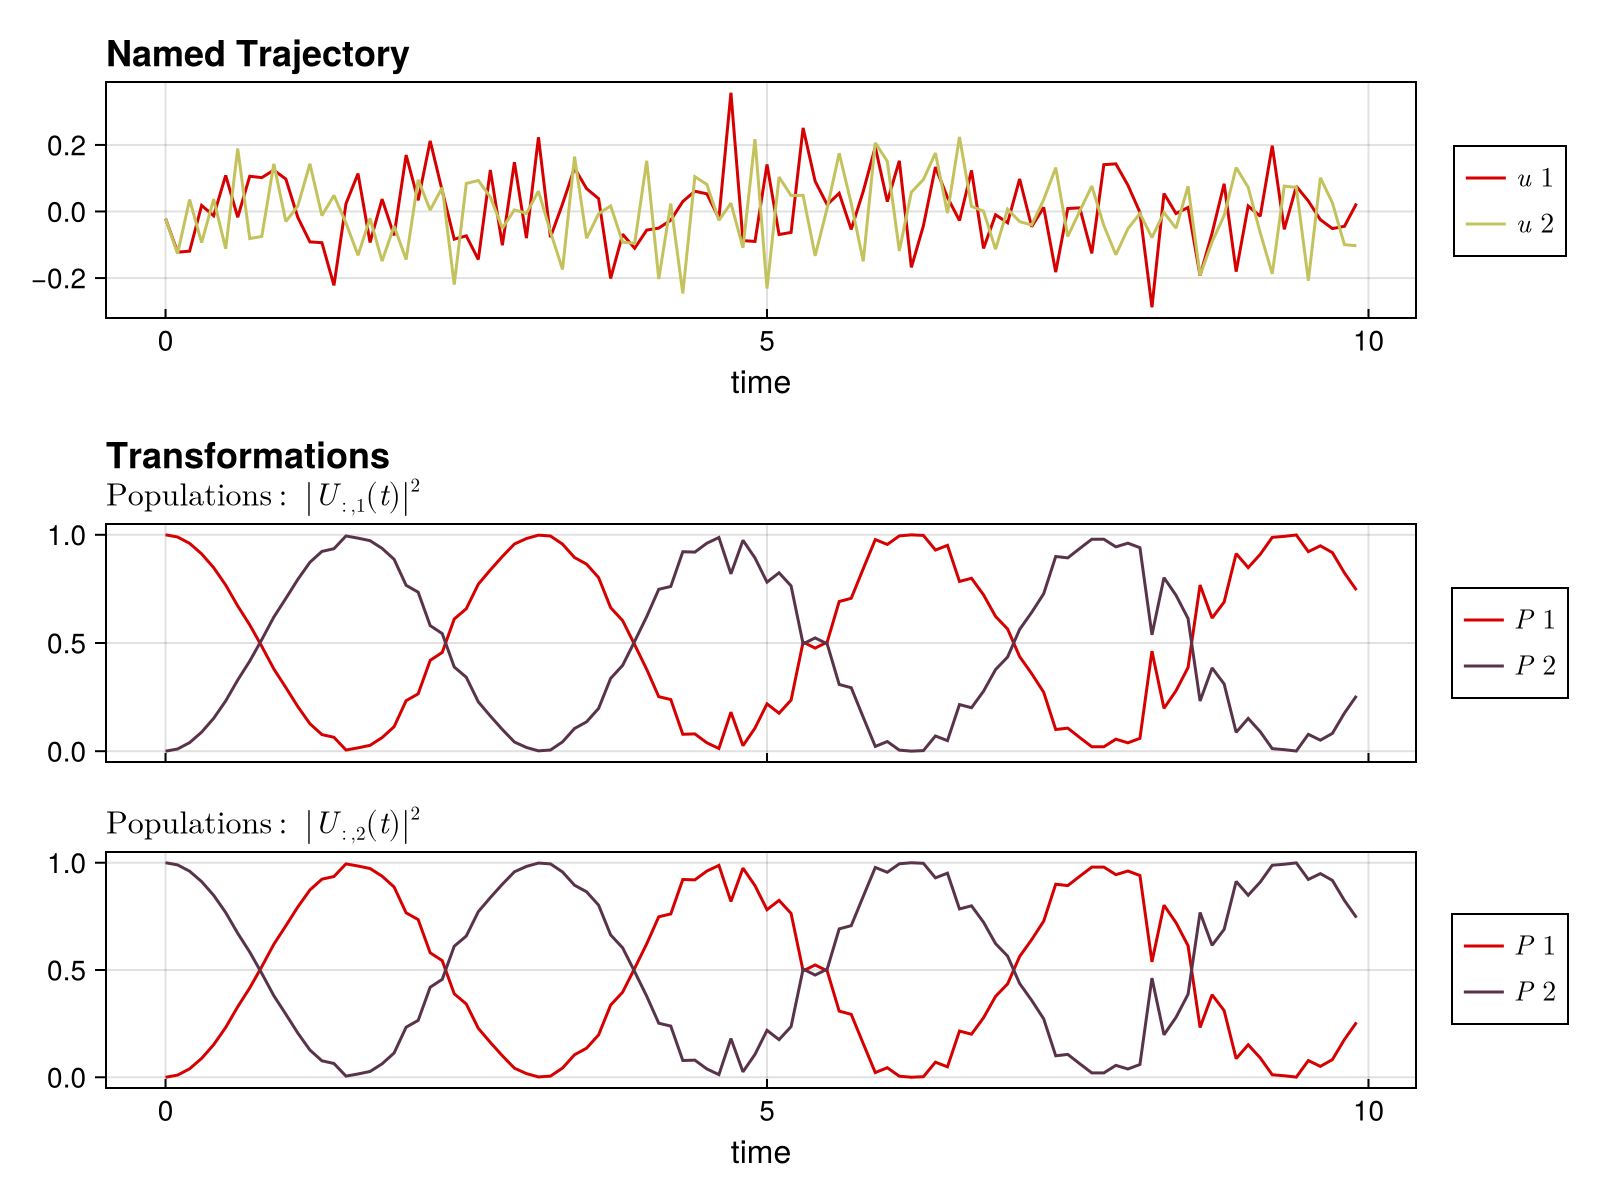 Named Trajectory
0.2
0.0
−0.2
0 5 10
time
u 1
u 2
Transformations
Populations: |U:,1(t)|²
1.0
0.5
0.0
P 1
P 2
Populations: |U:,2(t)|²
1.0
0.5
0.0
0 5 10
time
P 1
P 2